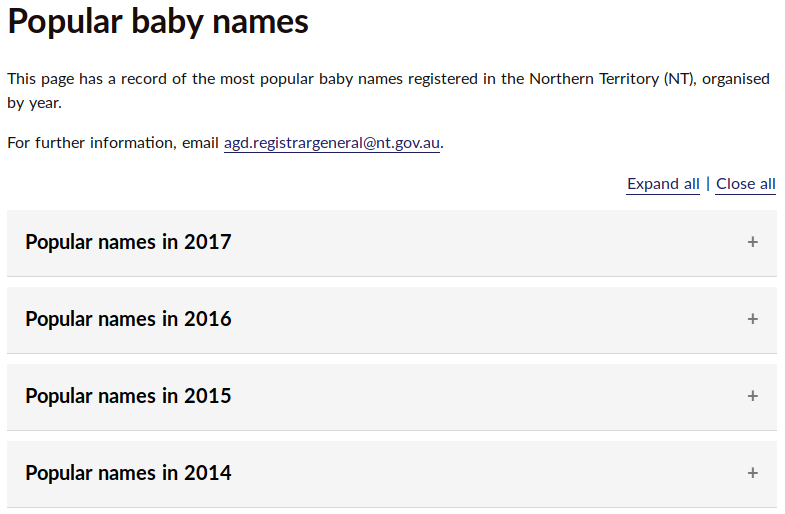 Popular baby names
This page has a record of the most popular baby names registered in the Northern Territory (NT), organised
by year.
For further information, email agd.registrargeneral@nt.gov.au.
Expand all | Close all
Popular names in 2017 +
Popular names in 2016 +
Popular names in 2015 +
Popular names in 2014 +